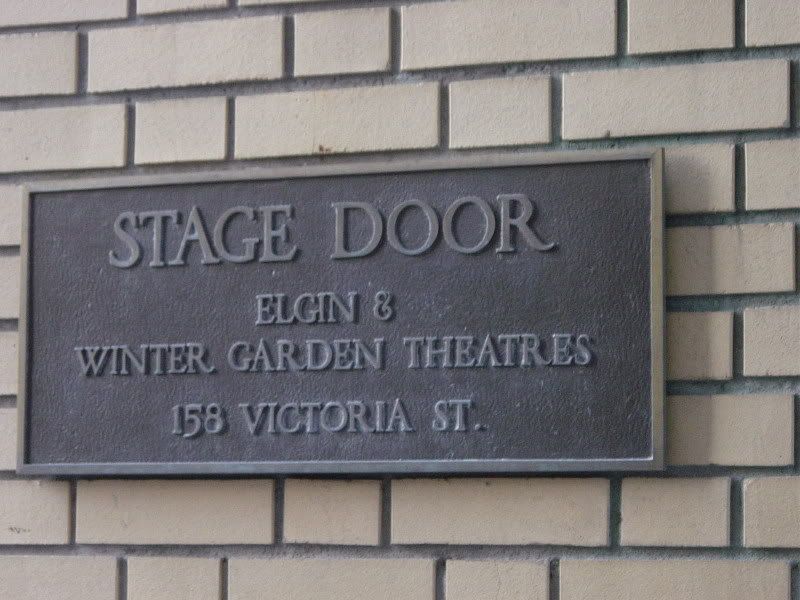 STAGE DOOR
ELGIN &
WINTER GARDEN THEATRES
158 VICTORIA ST.